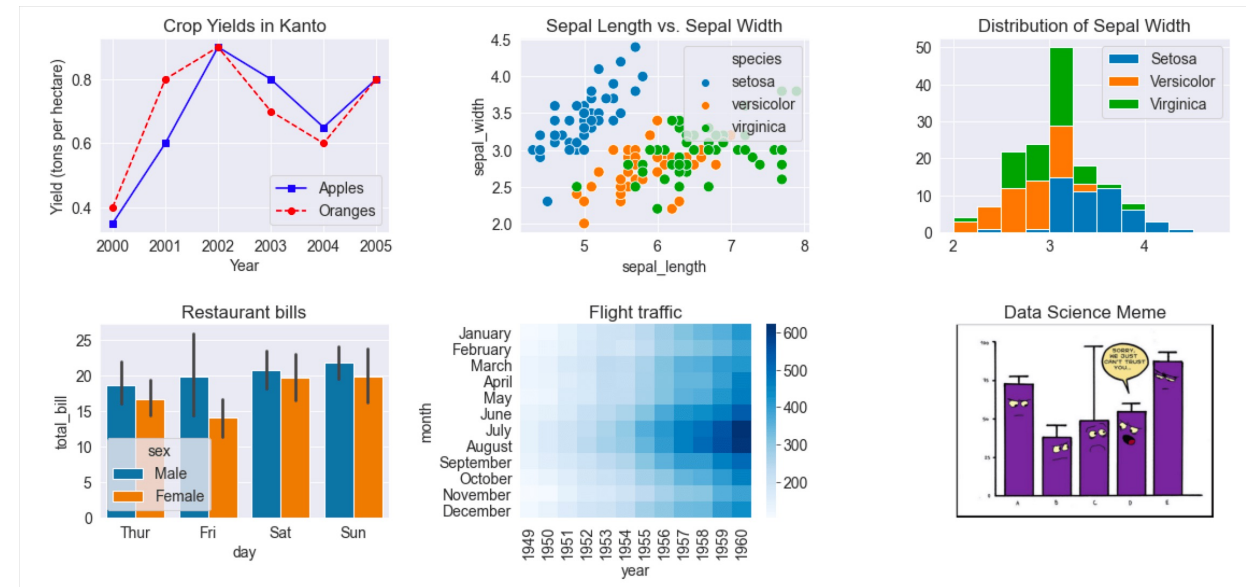 Crop Yields in Kanto
Yield (tons per hectare)
0.8
0.6
0.4
Apples
Oranges
2000 2001 2002 2003 2004 2005
Year
Sepal Length vs. Sepal Width
sepal_width
4.5
4.0
3.5
3.0
2.5
2.0
species
setosa
versicolor
virginica
5 6 7 8
sepal_length
Distribution of Sepal Width
50
40
30
20
10
0
Setosa
Versicolor
Virginica
2 3 4
Restaurant bills
total_bill
25
20
15
10
5
0
sex
Male
Female
Thur Fri Sat Sun
day
Flight traffic
month
January
February
March
April
May
June
July
August
September
October
November
December
1949 1950 1951 1952 1953 1954 1955 1956 1957 1958 1959 1960
year
600
500
400
300
200
Data Science Meme
SORRY,
WE JUST
CAN'T TRUST
YOU...
A B C D E